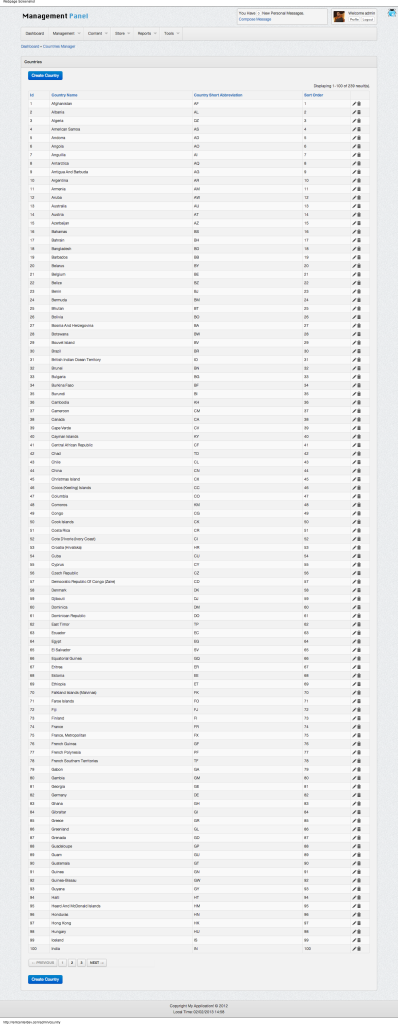 Webpage Screenshot
Management Panel
You Have : 0 New Personal Messages.
Compose Message
Welcome admin
Profile Logout
Dashboard Management Content Store Reports Tools
Dashboard » Countries Manager
Countries
Create Country
Displaying 1-100 of 239 result(s).
Id Country Name Country Short Abbreviation Sort Order
1 Afghanistan AF 1
2 Albania AL 2
3 Algeria DZ 3
4 American Samoa AS 4
5 Andorra AD 5
6 Angola AO 6
7 Anguilla AI 7
8 Antarctica AQ 8
9 Antigua And Barbuda AG 9
10 Argentina AR 10
11 Armenia AM 11
12 Aruba AW 12
13 Australia AU 13
14 Austria AT 14
15 Azerbaijan AZ 15
16 Bahamas BS 16
17 Bahrain BH 17
18 Bangladesh BD 18
19 Barbados BB 19
20 Belarus BY 20
21 Belgium BE 21
22 Belize BZ 22
23 Benin BJ 23
24 Bermuda BM 24
25 Bhutan BT 25
26 Bolivia BO 26
27 Bosnia And Herzegovina BA 27
28 Botswana BW 28
29 Bouvet Island BV 29
30 Brazil BR 30
31 British Indian Ocean Territory IO 31
32 Brunei BN 32
33 Bulgaria BG 33
34 Burkina Faso BF 34
35 Burundi BI 35
36 Cambodia KH 36
37 Cameroon CM 37
38 Canada CA 38
39 Cape Verde CV 39
40 Cayman Islands KY 40
41 Central African Republic CF 41
42 Chad TD 42
43 Chile CL 43
44 China CN 44
45 Christmas Island CX 45
46 Cocos (Keeling) Islands CC 46
47 Columbia CO 47
48 Comoros KM 48
49 Congo CG 49
50 Cook Islands CK 50
51 Costa Rica CR 51
52 Cote D'Ivorie (Ivory Coast) CI 52
53 Croatia (Hrvatska) HR 53
54 Cuba CU 54
55 Cyprus CY 55
56 Czech Republic CZ 56
57 Democratic Republic Of Congo (Zaire) CD 57
58 Denmark DK 58
59 Djibouti DJ 59
60 Dominica DM 60
61 Dominican Republic DO 61
62 East Timor TP 62
63 Ecuador EC 63
64 Egypt EG 64
65 El Salvador SV 65
66 Equatorial Guinea GQ 66
67 Eritrea ER 67
68 Estonia EE 68
69 Ethiopia ET 69
70 Falkland Islands (Malvinas) FK 70
71 Faroe Islands FO 71
72 Fiji FJ 72
73 Finland FI 73
74 France FR 74
75 France, Metropolitan FX 75
76 French Guinea GF 76
77 French Polynesia PF 77
78 French Southern Territories TF 78
79 Gabon GA 79
80 Gambia GM 80
81 Georgia GE 81
82 Germany DE 82
83 Ghana GH 83
84 Gibraltar GI 84
85 Greece GR 85
86 Greenland GL 86
87 Grenada GD 87
88 Guadeloupe GP 88
89 Guam GU 89
90 Guatemala GT 90
91 Guinea GN 91
92 Guinea-Bissau GW 92
93 Guyana GY 93
94 Haiti HT 94
95 Heard And McDonald Islands HM 95
96 Honduras HN 96
97 Hong Kong HK 97
98 Hungary HU 98
99 Iceland IS 99
100 India IN 100
← PREVIOUS 1 2 3 NEXT →
Create Country
Copyright My Application! © 2012